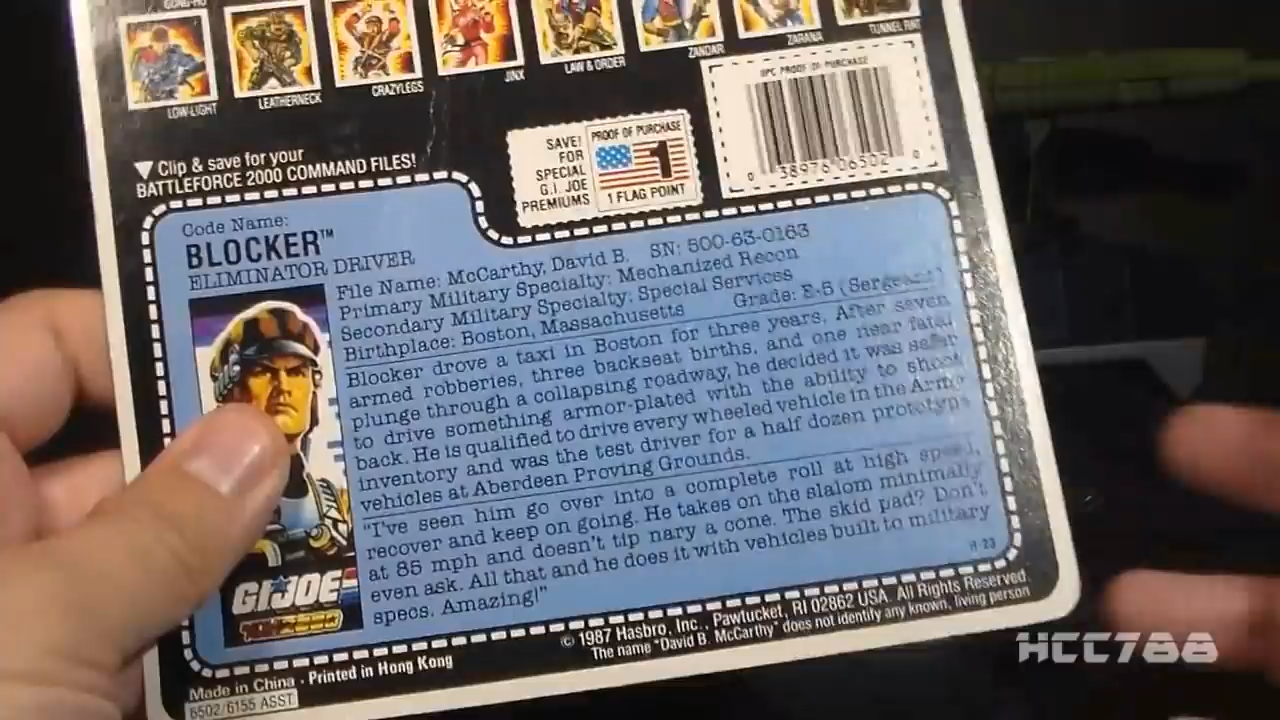 LOW-LIGHT
LEATHERNECK
CRAZYLEGS
JINX
LAW & ORDER
ZANDAR
ZARANA
TUNNEL RAT
▼ Clip & save for your
BATTLEFORCE 2000 COMMAND FILES!
SAVE!
FOR
SPECIAL
G.I. JOE
PREMIUMS
PROOF OF PURCHASE
1
1 FLAG POINT
UPC PROOF OF PURCHASE
0 38976 06502 0
Code Name:
BLOCKER™
ELIMINATOR DRIVER
File Name: McCarthy, David B. SN: 500-63-0163
Primary Military Specialty: Mechanized Recon
Secondary Military Specialty: Special Services
Birthplace: Boston, Massachusetts Grade: E-5 (Sergeant)
Blocker drove a taxi in Boston for three years. After seven
armed robberies, three backseat births, and one near fatal
plunge through a collapsing roadway, he decided it was safer
to drive something armor-plated with the ability to shoot
back. He is qualified to drive every wheeled vehicle in the Army
inventory and was the test driver for a half dozen prototype
vehicles at Aberdeen Proving Grounds.
"I've seen him go over into a complete roll at high speed,
recover and keep on going. He takes on the slalom minimally
at 85 mph and doesn't tip nary a cone. The skid pad? Don't
even ask. All that and he does it with vehicles built to military
specs. Amazing!"
H-23
G.I.JOE
© 1987 Hasbro, Inc., Pawtucket, RI 02862 USA. All Rights Reserved.
The name "David B. McCarthy" does not identify any known, living person
Made in China · Printed in Hong Kong
6502/6155 ASST.
HCC788